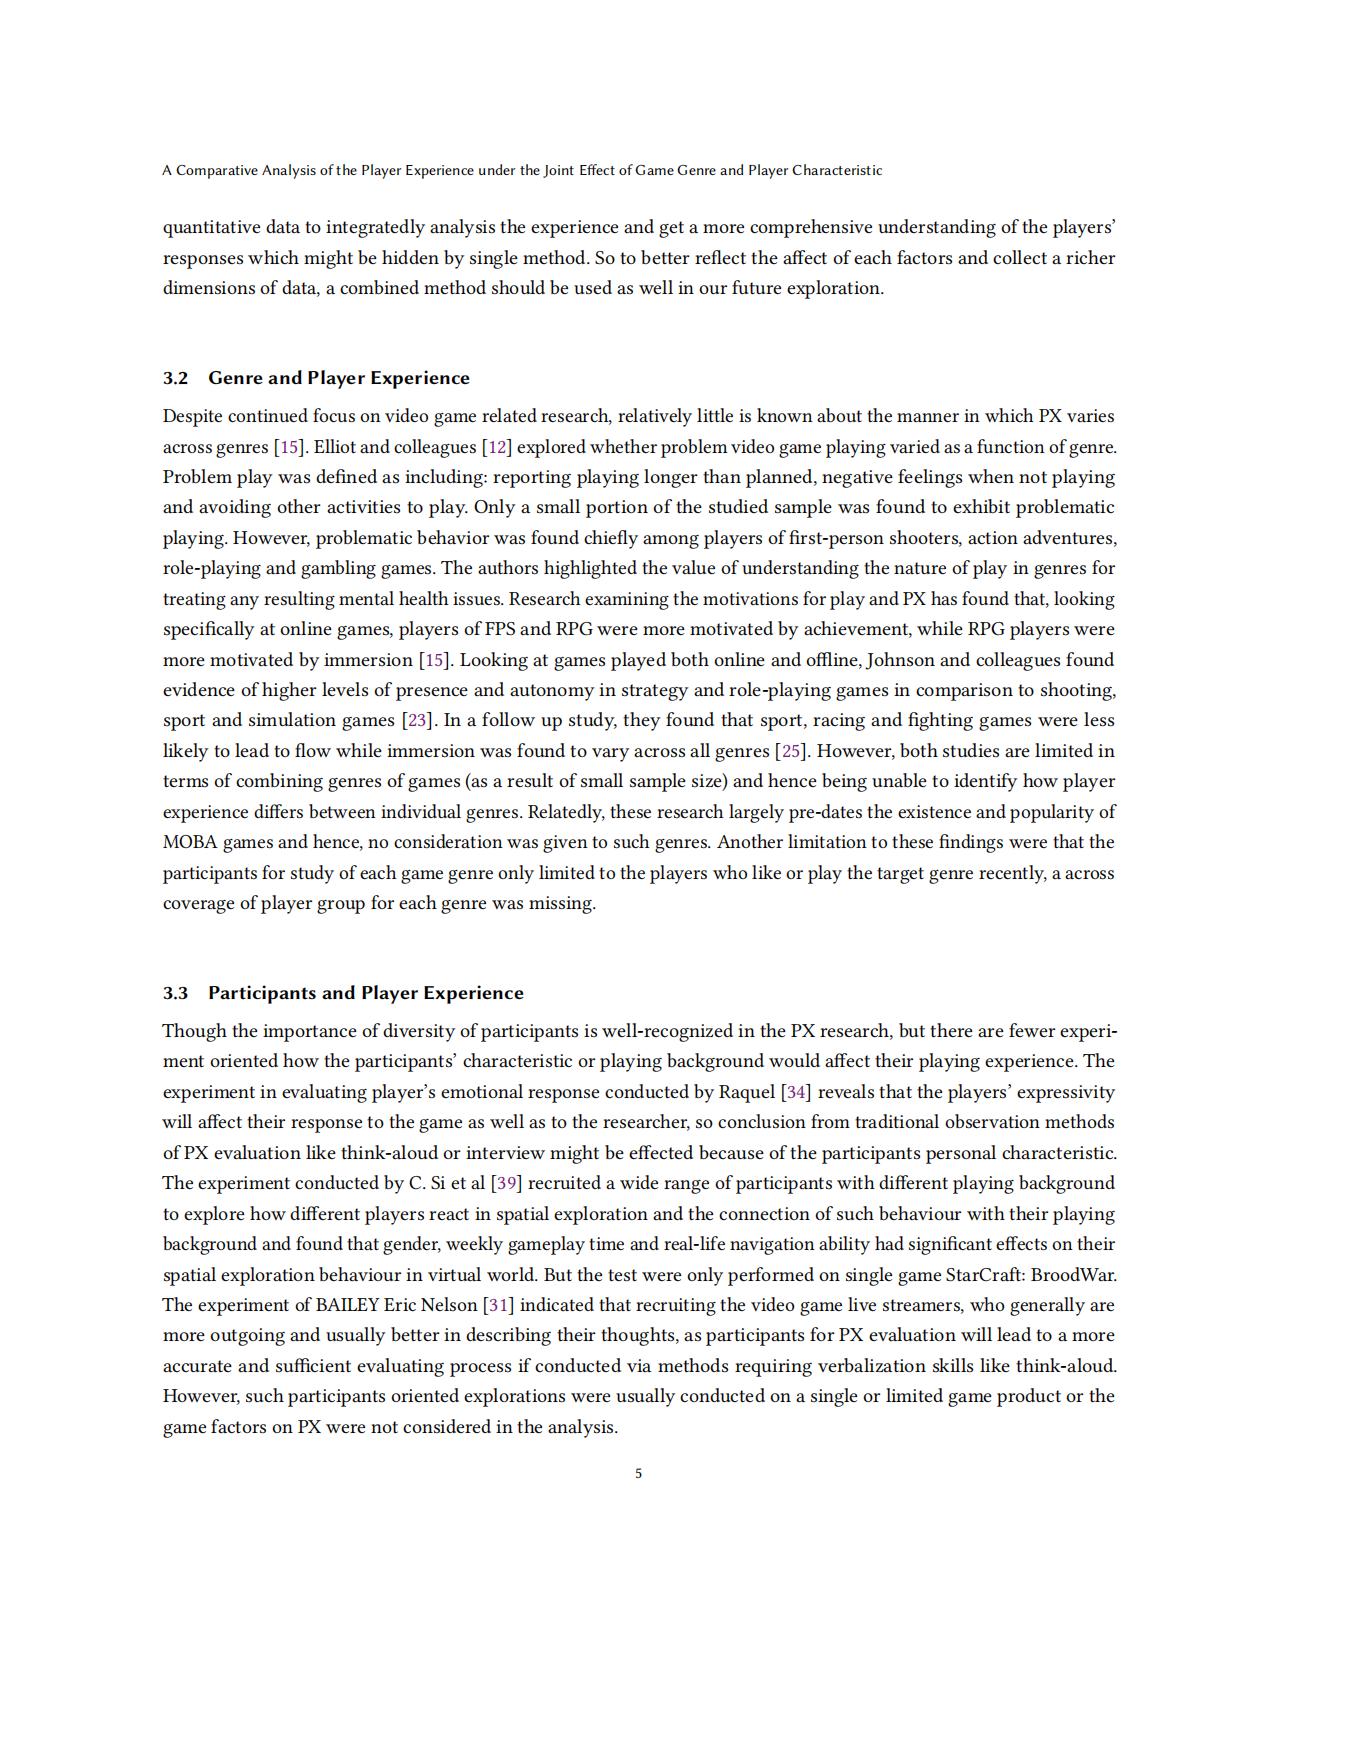 A Comparative Analysis of the Player Experience under the Joint Effect of Game Genre and Player Characteristic
quantitative data to integratedly analysis the experience and get a more comprehensive understanding of the players’
responses which might be hidden by single method. So to better reflect the affect of each factors and collect a richer
dimensions of data, a combined method should be used as well in our future exploration.
3.2 Genre and Player Experience
Despite continued focus on video game related research, relatively little is known about the manner in which PX varies
across genres [15]. Elliot and colleagues [12] explored whether problem video game playing varied as a function of genre.
Problem play was defined as including: reporting playing longer than planned, negative feelings when not playing
and avoiding other activities to play. Only a small portion of the studied sample was found to exhibit problematic
playing. However, problematic behavior was found chiefly among players of first-person shooters, action adventures,
role-playing and gambling games. The authors highlighted the value of understanding the nature of play in genres for
treating any resulting mental health issues. Research examining the motivations for play and PX has found that, looking
specifically at online games, players of FPS and RPG were more motivated by achievement, while RPG players were
more motivated by immersion [15]. Looking at games played both online and offline, Johnson and colleagues found
evidence of higher levels of presence and autonomy in strategy and role-playing games in comparison to shooting,
sport and simulation games [23]. In a follow up study, they found that sport, racing and fighting games were less
likely to lead to flow while immersion was found to vary across all genres [25]. However, both studies are limited in
terms of combining genres of games (as a result of small sample size) and hence being unable to identify how player
experience differs between individual genres. Relatedly, these research largely pre-dates the existence and popularity of
MOBA games and hence, no consideration was given to such genres. Another limitation to these findings were that the
participants for study of each game genre only limited to the players who like or play the target genre recently, a across
coverage of player group for each genre was missing.
3.3 Participants and Player Experience
Though the importance of diversity of participants is well-recognized in the PX research, but there are fewer experi-
ment oriented how the participants’ characteristic or playing background would affect their playing experience. The
experiment in evaluating player’s emotional response conducted by Raquel [34] reveals that the players’ expressivity
will affect their response to the game as well as to the researcher, so conclusion from traditional observation methods
of PX evaluation like think-aloud or interview might be effected because of the participants personal characteristic.
The experiment conducted by C. Si et al [39] recruited a wide range of participants with different playing background
to explore how different players react in spatial exploration and the connection of such behaviour with their playing
background and found that gender, weekly gameplay time and real-life navigation ability had significant effects on their
spatial exploration behaviour in virtual world. But the test were only performed on single game StarCraft: BroodWar.
The experiment of BAILEY Eric Nelson [31] indicated that recruiting the video game live streamers, who generally are
more outgoing and usually better in describing their thoughts, as participants for PX evaluation will lead to a more
accurate and sufficient evaluating process if conducted via methods requiring verbalization skills like think-aloud.
However, such participants oriented explorations were usually conducted on a single or limited game product or the
game factors on PX were not considered in the analysis.
5